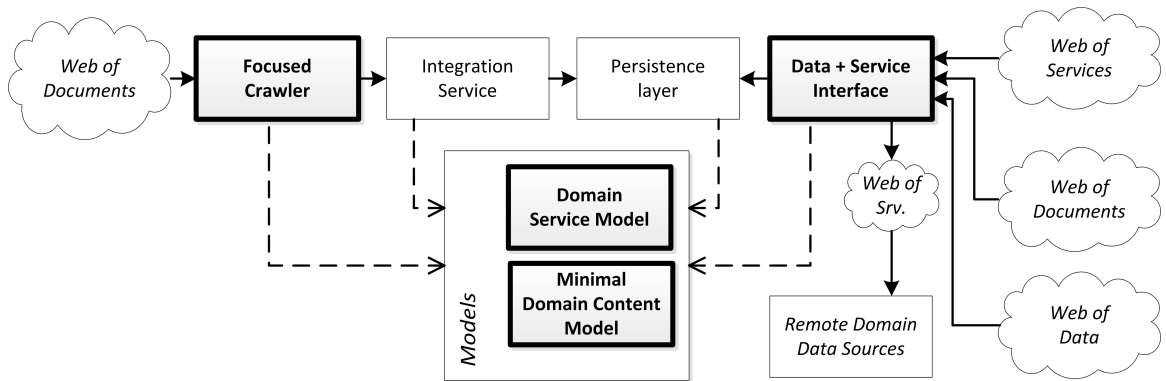 Web of
Documents
Focused
Crawler
Integration
Service
Persistence
layer
Data + Service
Interface
Web of
Services
Domain
Service Model
Minimal
Domain Content
Model
Models
Web of
Srv.
Remote Domain
Data Sources
Web of
Documents
Web of
Data